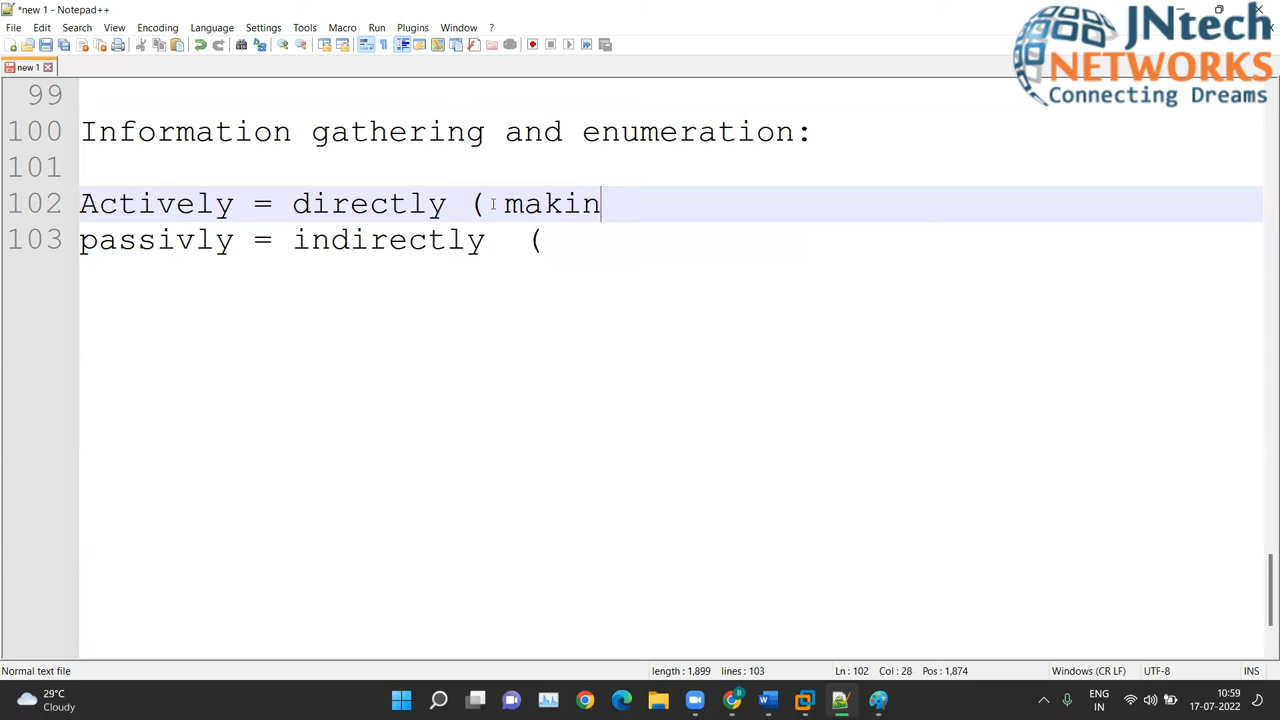 *new 1 - Notepad++
JNtech
NETWORKS
Connecting Dreams
File Edit Search View Encoding Language Settings Tools Macro Run Plugins Window ?
new 1
99
100 Information gathering and enumeration:
101
102 Actively = directly ( makin
103 passivly = indirectly (
Normal text file length : 1,899 lines : 103 Ln : 102 Col : 28 Pos : 1,874 Windows (CR LF) UTF-8 INS
29°C
Cloudy
ENG
IN
10:59
17-07-2022